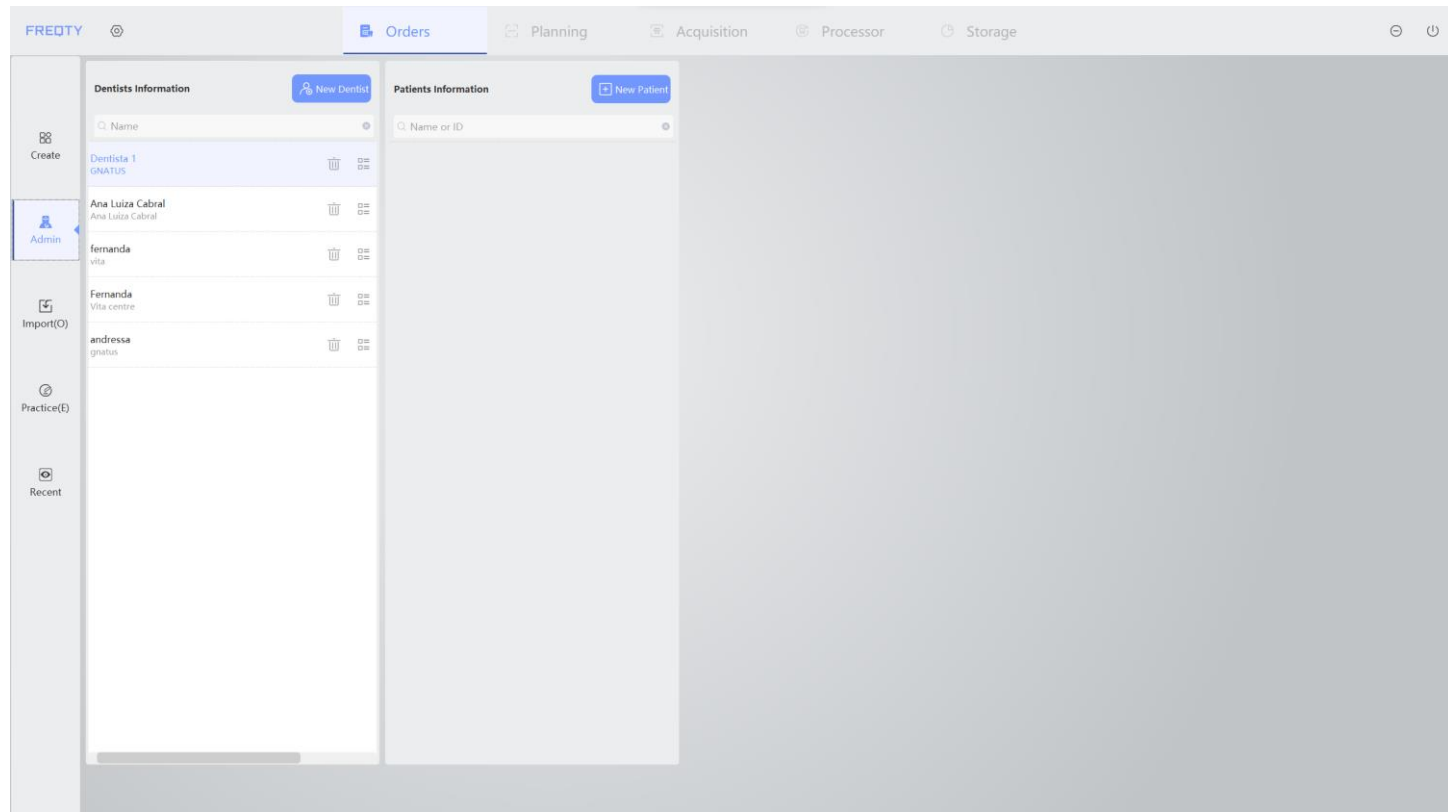 FREQTY
Orders
Planning
Acquisition
Processor
Storage
Create
Admin
Import(O)
Practice(E)
Recent
Dentists Information
New Dentist
Name
Dentista 1
GNATUS
Ana Luiza Cabral
Ana Luiza Cabral
fernanda
vita
Fernanda
Vita centre
andressa
gnatus
Patients Information
New Patient
Name or ID